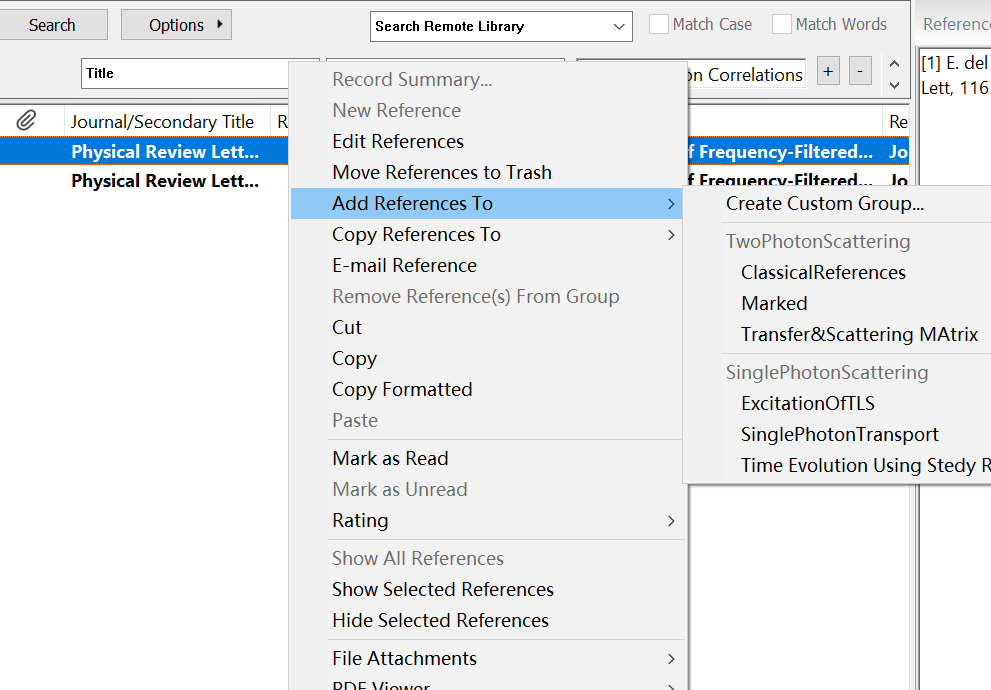 Search Options Search Remote Library Match Case Match Words Reference
Title on Correlations + -
[1] E. del
Lett, 116
Journal/Secondary Title R Re
Physical Review Lett... f Frequency-Filtered... Jo
Physical Review Lett... f Frequency-Filtered... Jo
Record Summary...
New Reference
Edit References
Move References to Trash
Add References To
Copy References To
E-mail Reference
Remove Reference(s) From Group
Cut
Copy
Copy Formatted
Paste
Mark as Read
Mark as Unread
Rating
Show All References
Show Selected References
Hide Selected References
File Attachments
PDF Viewer
Create Custom Group...
TwoPhotonScattering
ClassicalReferences
Marked
Transfer&Scattering MAtrix
SinglePhotonScattering
ExcitationOfTLS
SinglePhotonTransport
Time Evolution Using Stedy R